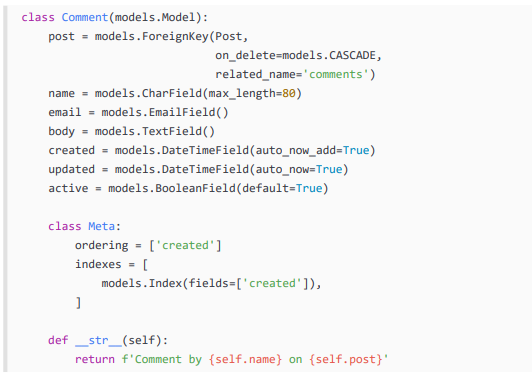 class Comment(models.Model):
    post = models.ForeignKey(Post,
                             on_delete=models.CASCADE,
                             related_name='comments')
    name = models.CharField(max_length=80)
    email = models.EmailField()
    body = models.TextField()
    created = models.DateTimeField(auto_now_add=True)
    updated = models.DateTimeField(auto_now=True)
    active = models.BooleanField(default=True)

    class Meta:
        ordering = ['created']
        indexes = [
            models.Index(fields=['created']),
        ]

    def __str__(self):
        return f'Comment by {self.name} on {self.post}'